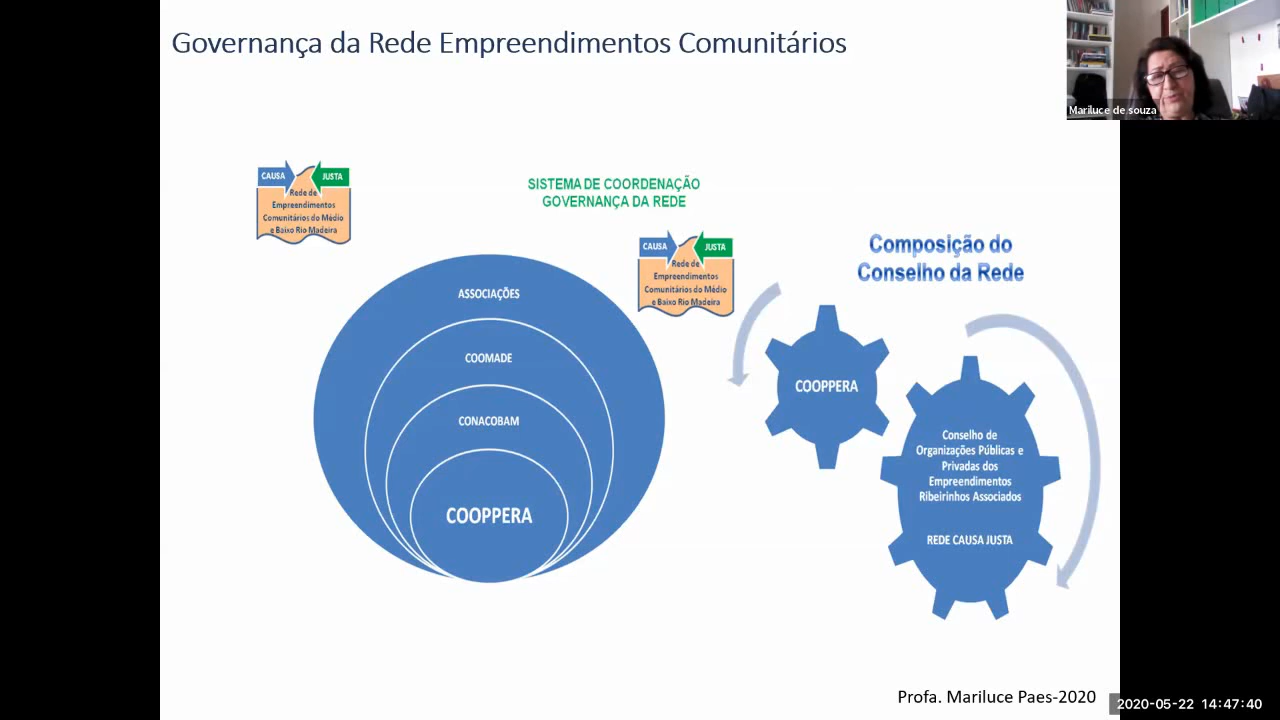 Governança da Rede Empreendimentos Comunitários
Mariluce de souza
CAUSA
JUSTA
Rede de
Empreendimentos
Comunitários do Médio
e Baixo Rio Madeira
SISTEMA DE COORDENAÇÃO
GOVERNANÇA DA REDE
CAUSA
JUSTA
Rede de
Empreendimentos
Comunitários do Médio
e Baixo Rio Madeira
Composição do
Conselho da Rede
ASSOCIAÇÕES
COOMADE
CONACOBAM
COOPPERA
COOPPERA
Conselho de
Organizações Públicas e
Privadas dos
Empreendimentos
Ribeirinhos Associados
REDE CAUSA JUSTA
Profa. Mariluce Paes-2020
2020-05-22 14:47:40